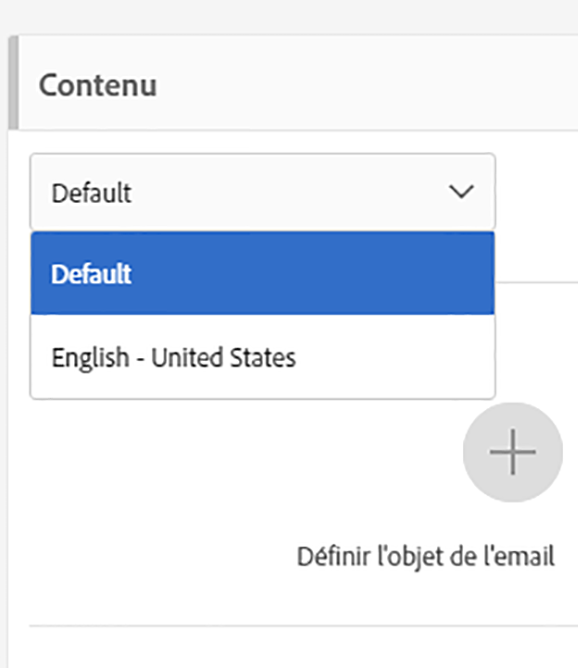 Contenu
Default
Default
English - United States
Définir l'objet de l'email